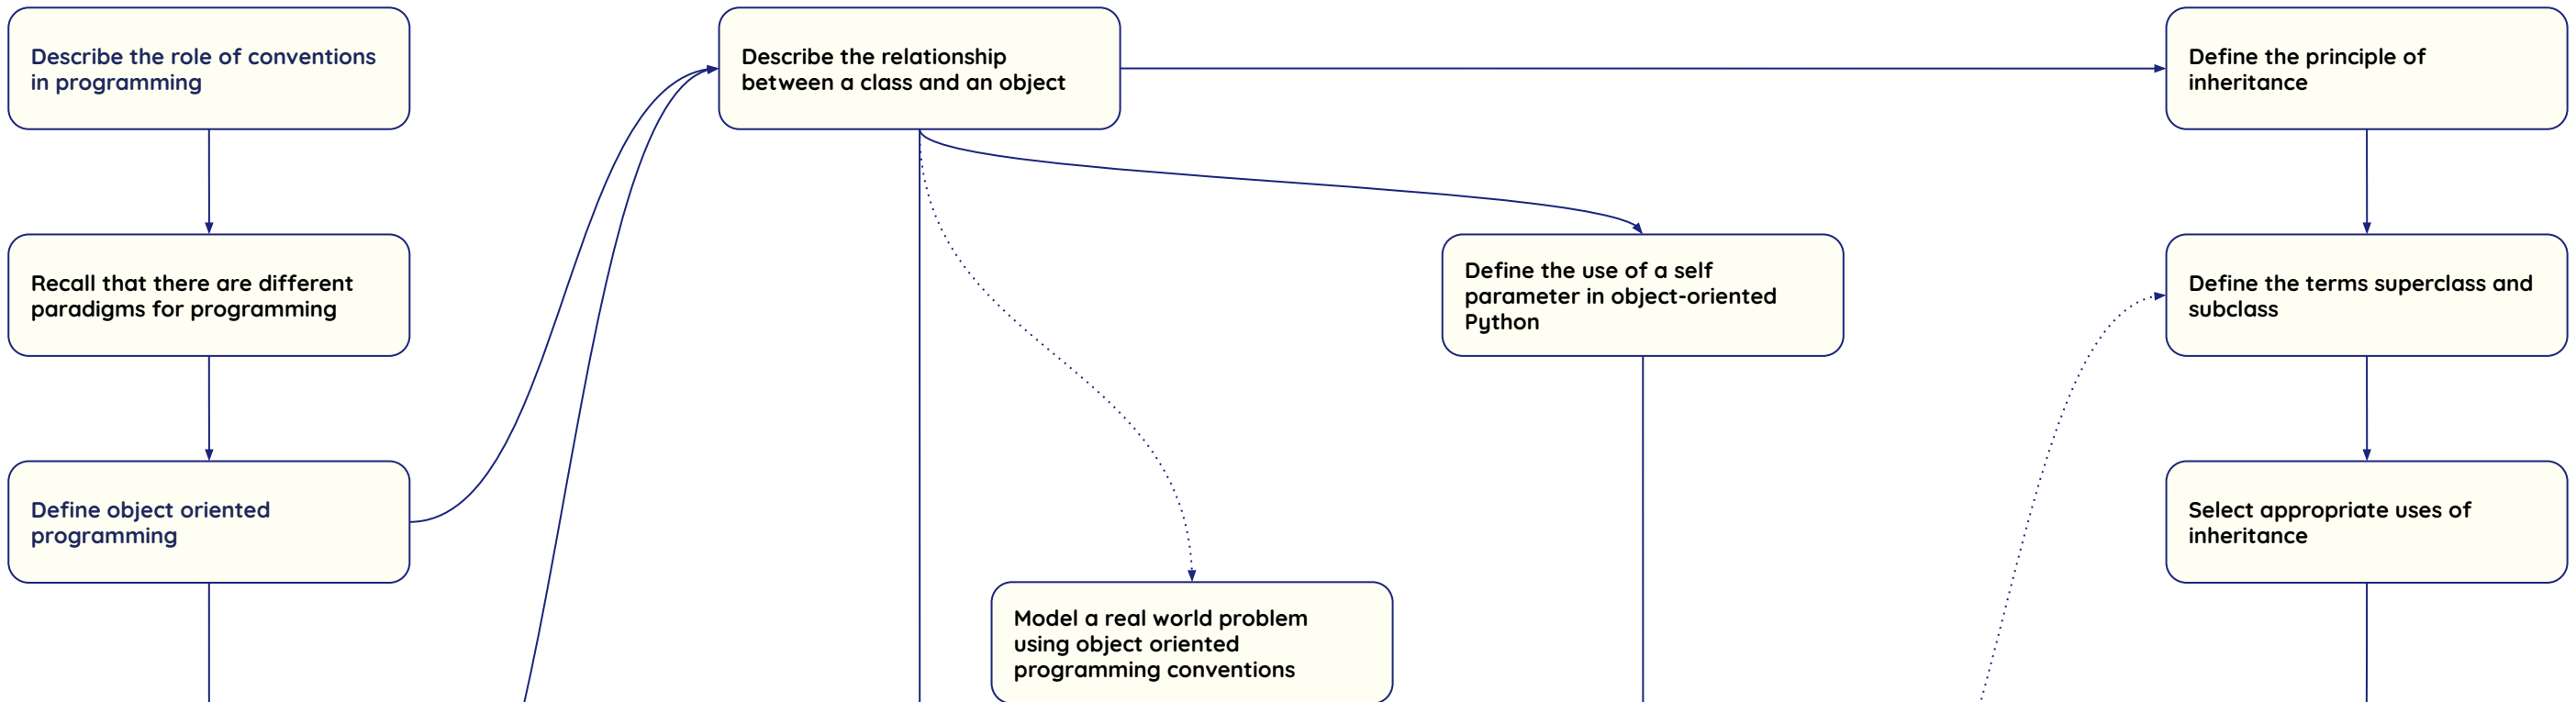 Describe the role of conventions
in programming
Recall that there are different
paradigms for programming
Define object oriented
programming
Describe the relationship
between a class and an object
Model a real world problem
using object oriented
programming conventions
Define the use of a self
parameter in object-oriented
Python
Define the principle of
inheritance
Define the terms superclass and
subclass
Select appropriate uses of
inheritance